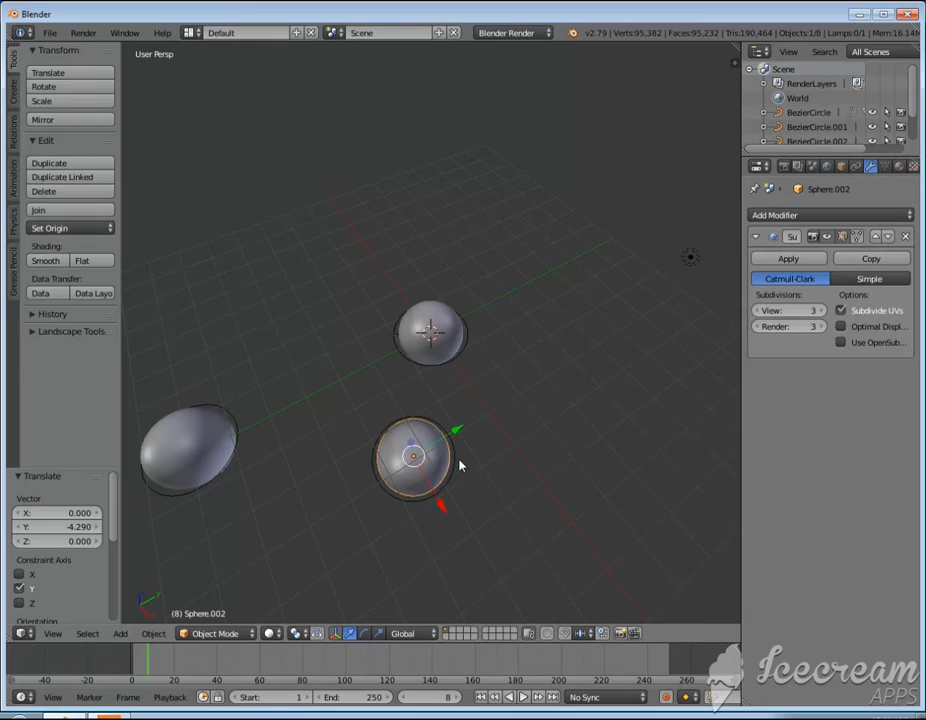 Blender
File Render Window Help Default Scene Blender Render v2.79 | Verts:95,382 | Faces:95,232 | Tris:190,464 | Objects:1/8 | Lamps:0/1 | Mem:16.14M
Transform
Translate
Rotate
Scale
Mirror
Edit
Duplicate
Duplicate Linked
Delete
Join
Set Origin
Shading:
Smooth Flat
Data Transfer:
Data Data Layo
History
Landscape Tools
Tools
Create
Relations
Animation
Physics
Grease Pencil
Translate
Vector
X: 0.000
Y: -4.290
Z: 0.000
Constraint Axis
X
Y
Z
Orientation
User Persp
(8) Sphere.002
View Select Add Object Object Mode Global
View Search All Scenes
Scene
RenderLayers
World
BezierCircle
BezierCircle.001
BezierCircle.002
Sphere.002
Add Modifier
Su
Apply Copy
Catmull-Clark Simple
Subdivisions: Options:
View: 3 Subdivide UVs
Render: 3 Optimal Displ...
Use OpenSub...
-40 -20 0 20 40 60 80 100 120 140 160 180 200 220 240 260
View Marker Frame Playback Start: 1 End: 250 8 No Sync
Icecream
APPS